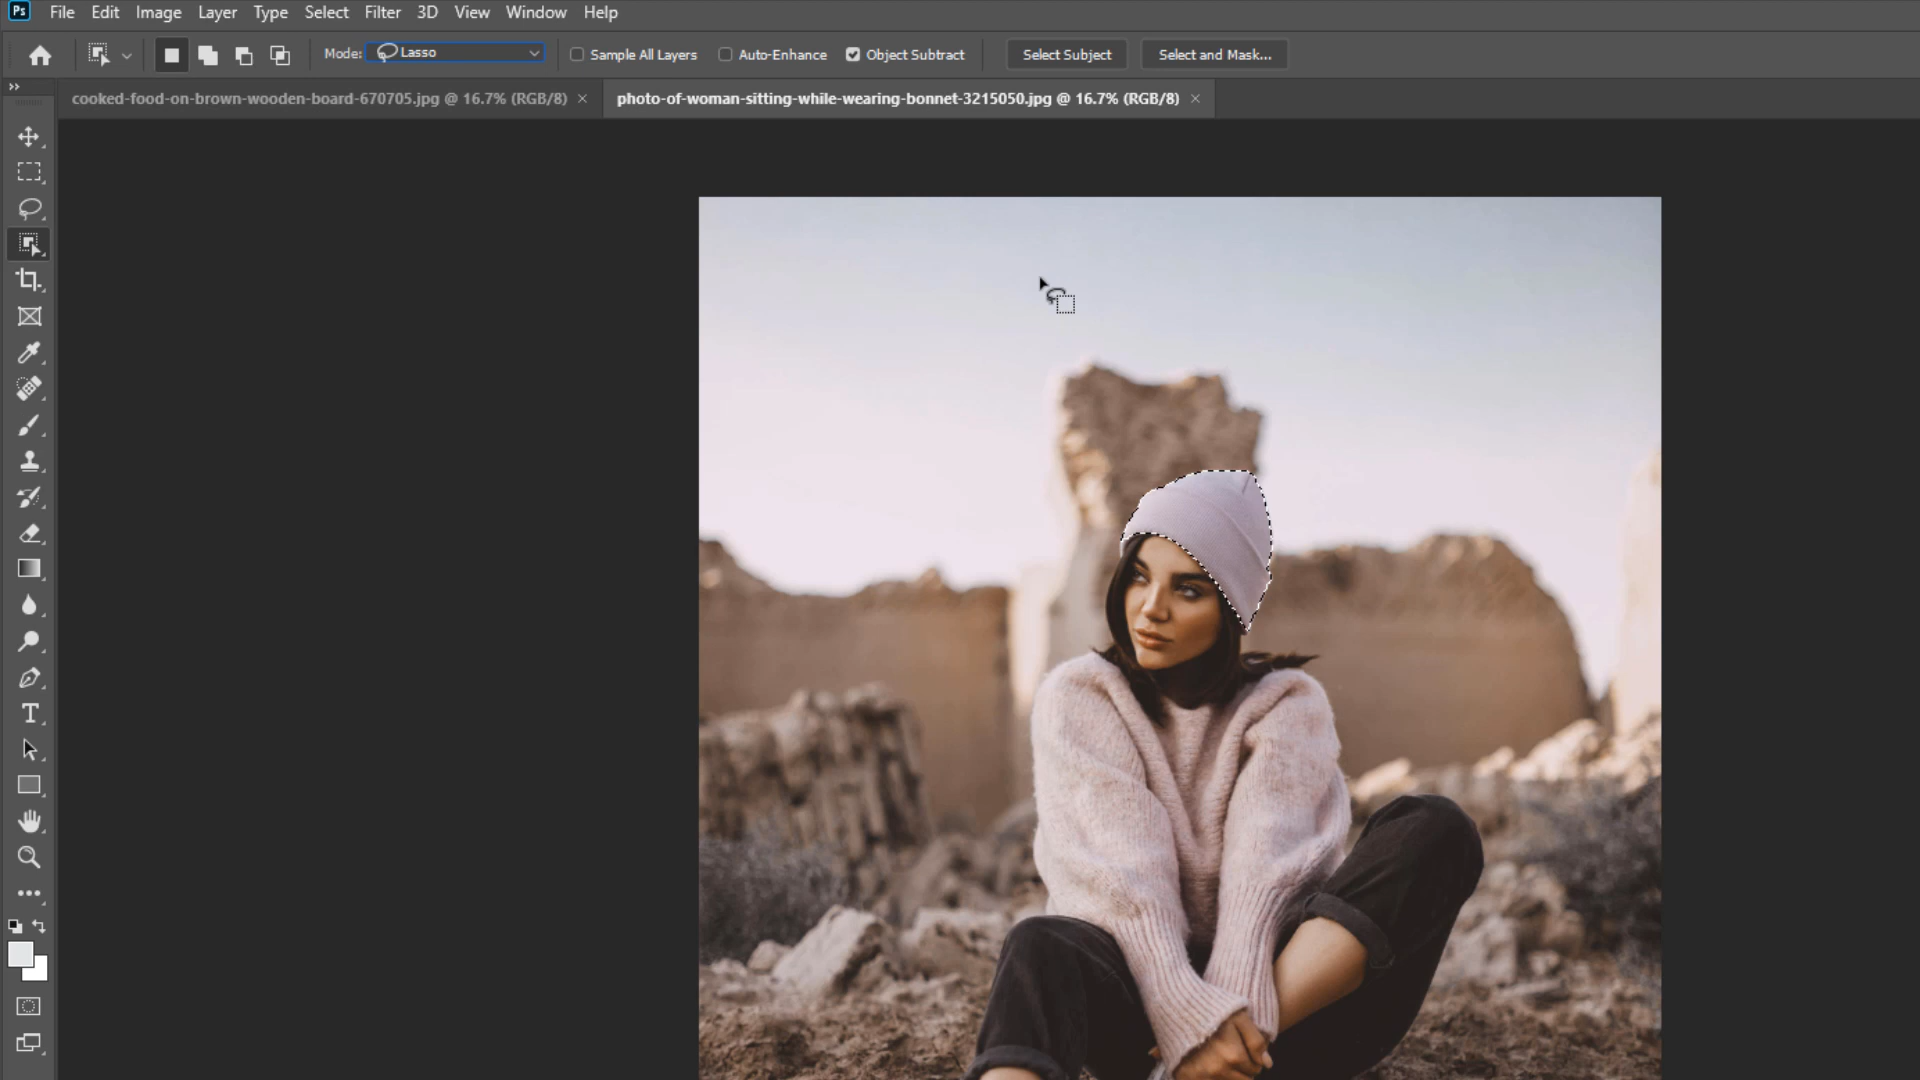 Ps File Edit Image Layer Type Select Filter 3D View Window Help
Mode: Lasso Sample All Layers Auto-Enhance Object Subtract Select Subject Select and Mask...
cooked-food-on-brown-wooden-board-670705.jpg @ 16.7% (RGB/8) × photo-of-woman-sitting-while-wearing-bonnet-3215050.jpg @ 16.7% (RGB/8) ×